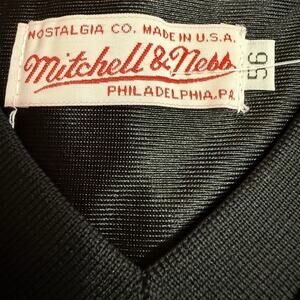 NOSTALGIA CO. MADE IN U.S.A.
Mitchell & Ness
PHILADELPHIA, PA.
56